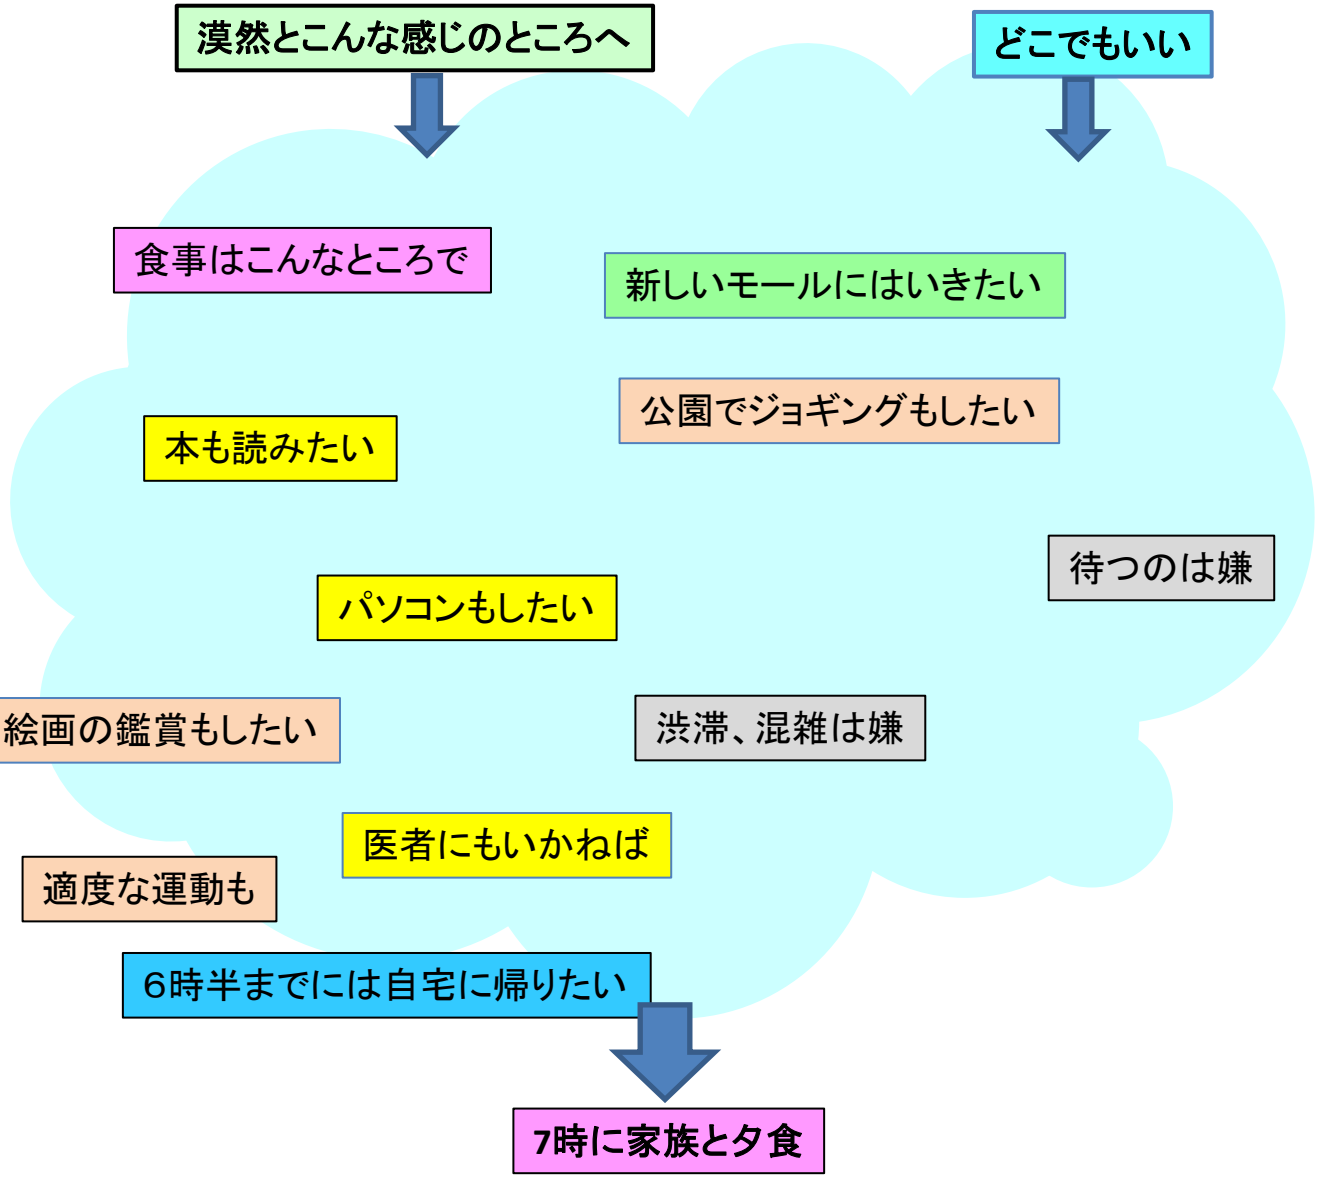 漠然とこんな感じのところへ
どこでもいい
食事はこんなところで
新しいモールにはいきたい
公園でジョギングもしたい
本も読みたい
待つのは嫌
パソコンもしたい
絵画の鑑賞もしたい
渋滞、混雑は嫌
医者にもいかねば
適度な運動も
６時半までには自宅に帰りたい
7時に家族と夕食